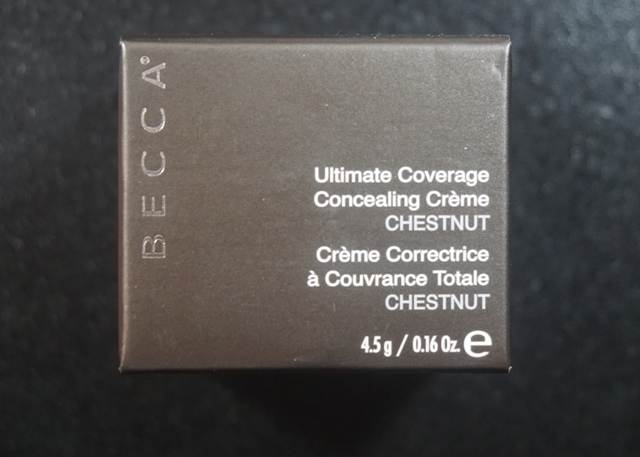 BECCA®
Ultimate Coverage
Concealing Crème
CHESTNUT
Crème Correctrice
à Couvrance Totale
CHESTNUT
4.5 g / 0.16 Oz. ℮